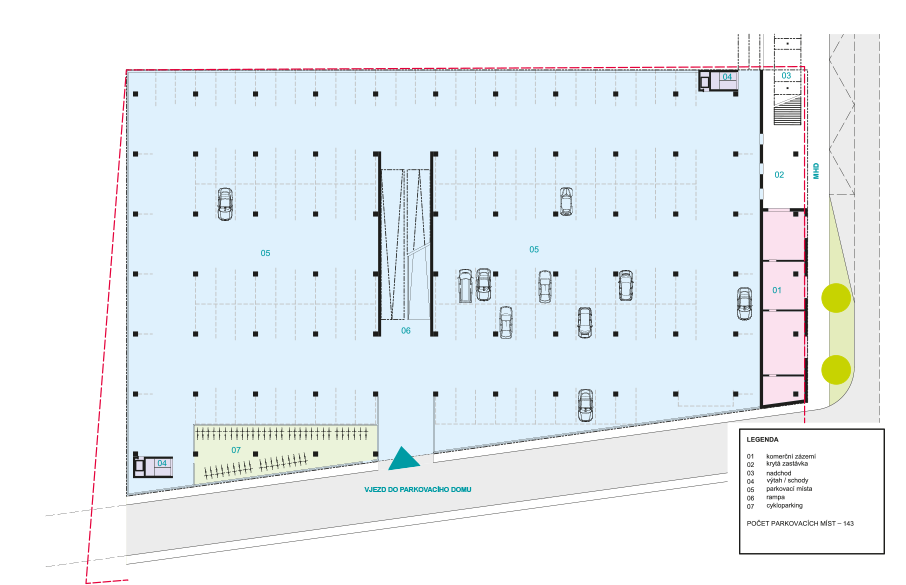 04
03
02
MHD
05
05
01
06
07
04
VJEZD DO PARKOVACÍHO DOMU
LEGENDA
01 komerční zázemí
02 krytá zastávka
03 nadchod
04 výtah / schody
05 parkovací místa
06 rampa
07 cykloparking
POČET PARKOVACÍCH MÍST – 143